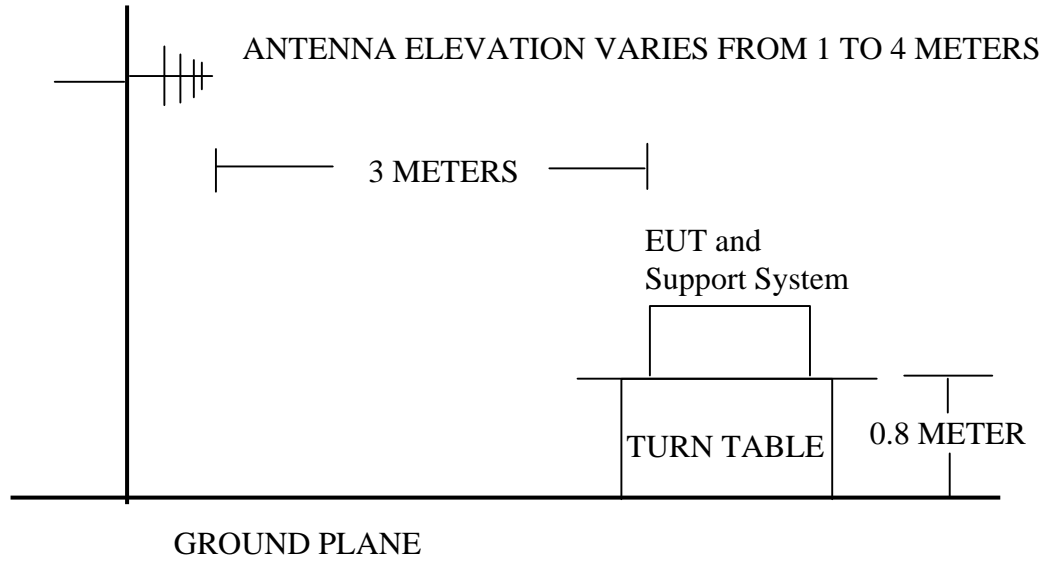 ANTENNA ELEVATION VARIES FROM 1 TO 4 METERS
3 METERS
EUT and
Support System
TURN TABLE
0.8 METER
GROUND PLANE